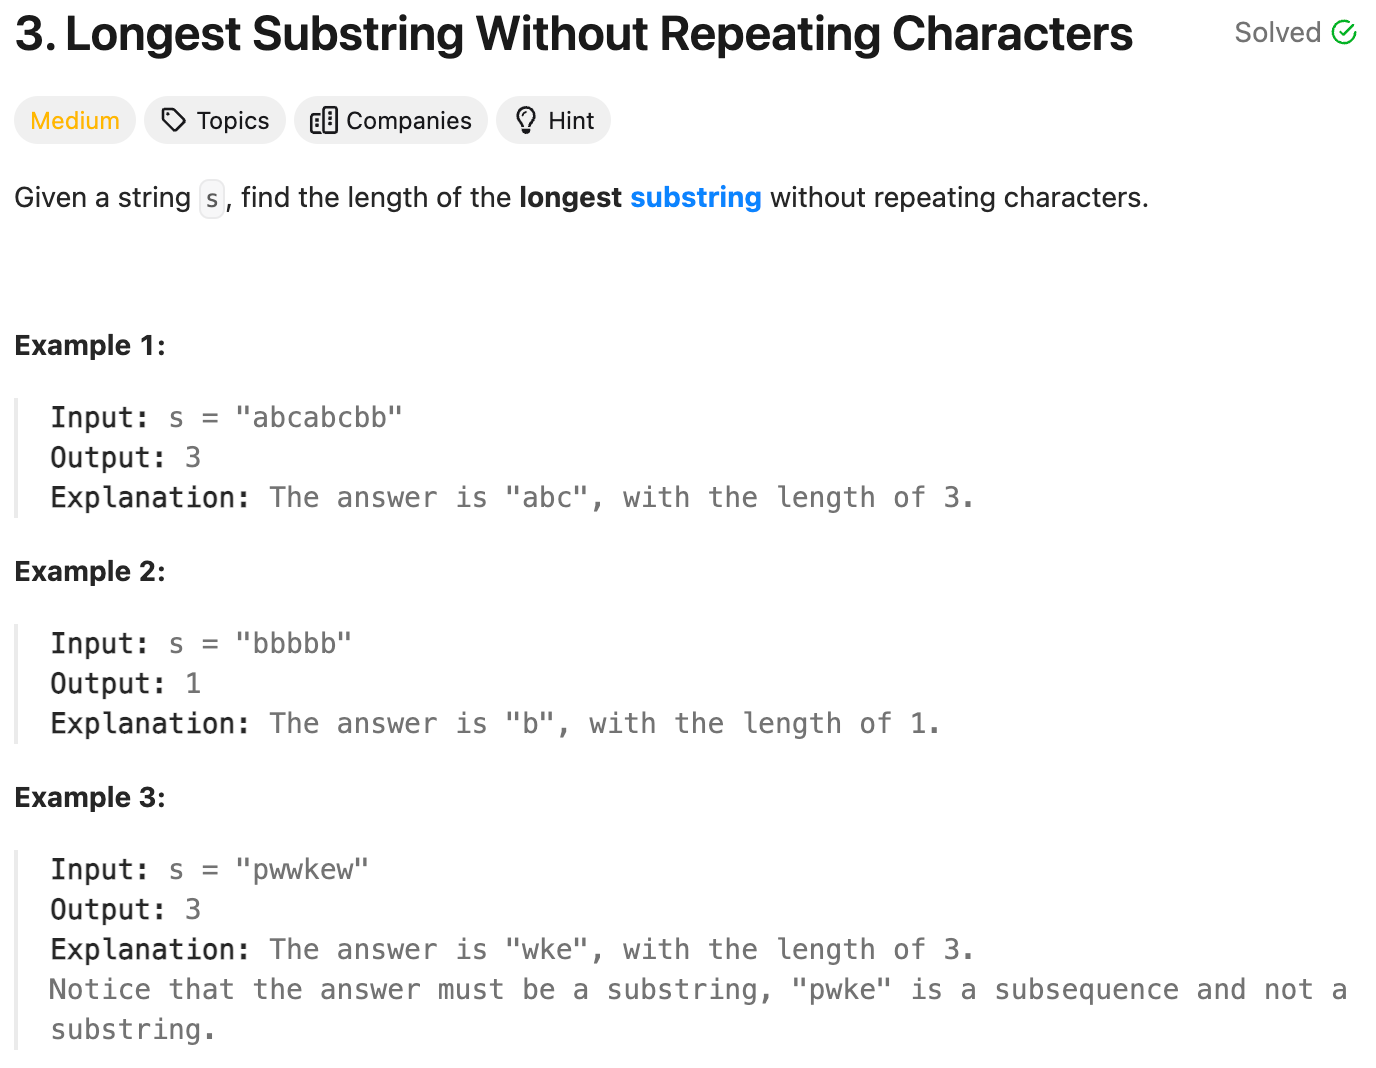 3. Longest Substring Without Repeating Characters
Solved
Medium Topics Companies Hint
Given a string s, find the length of the longest substring without repeating characters.
Example 1:
Input: s = "abcabcbb"
Output: 3
Explanation: The answer is "abc", with the length of 3.
Example 2:
Input: s = "bbbbb"
Output: 1
Explanation: The answer is "b", with the length of 1.
Example 3:
Input: s = "pwwkew"
Output: 3
Explanation: The answer is "wke", with the length of 3.
Notice that the answer must be a substring, "pwke" is a subsequence and not a
substring.